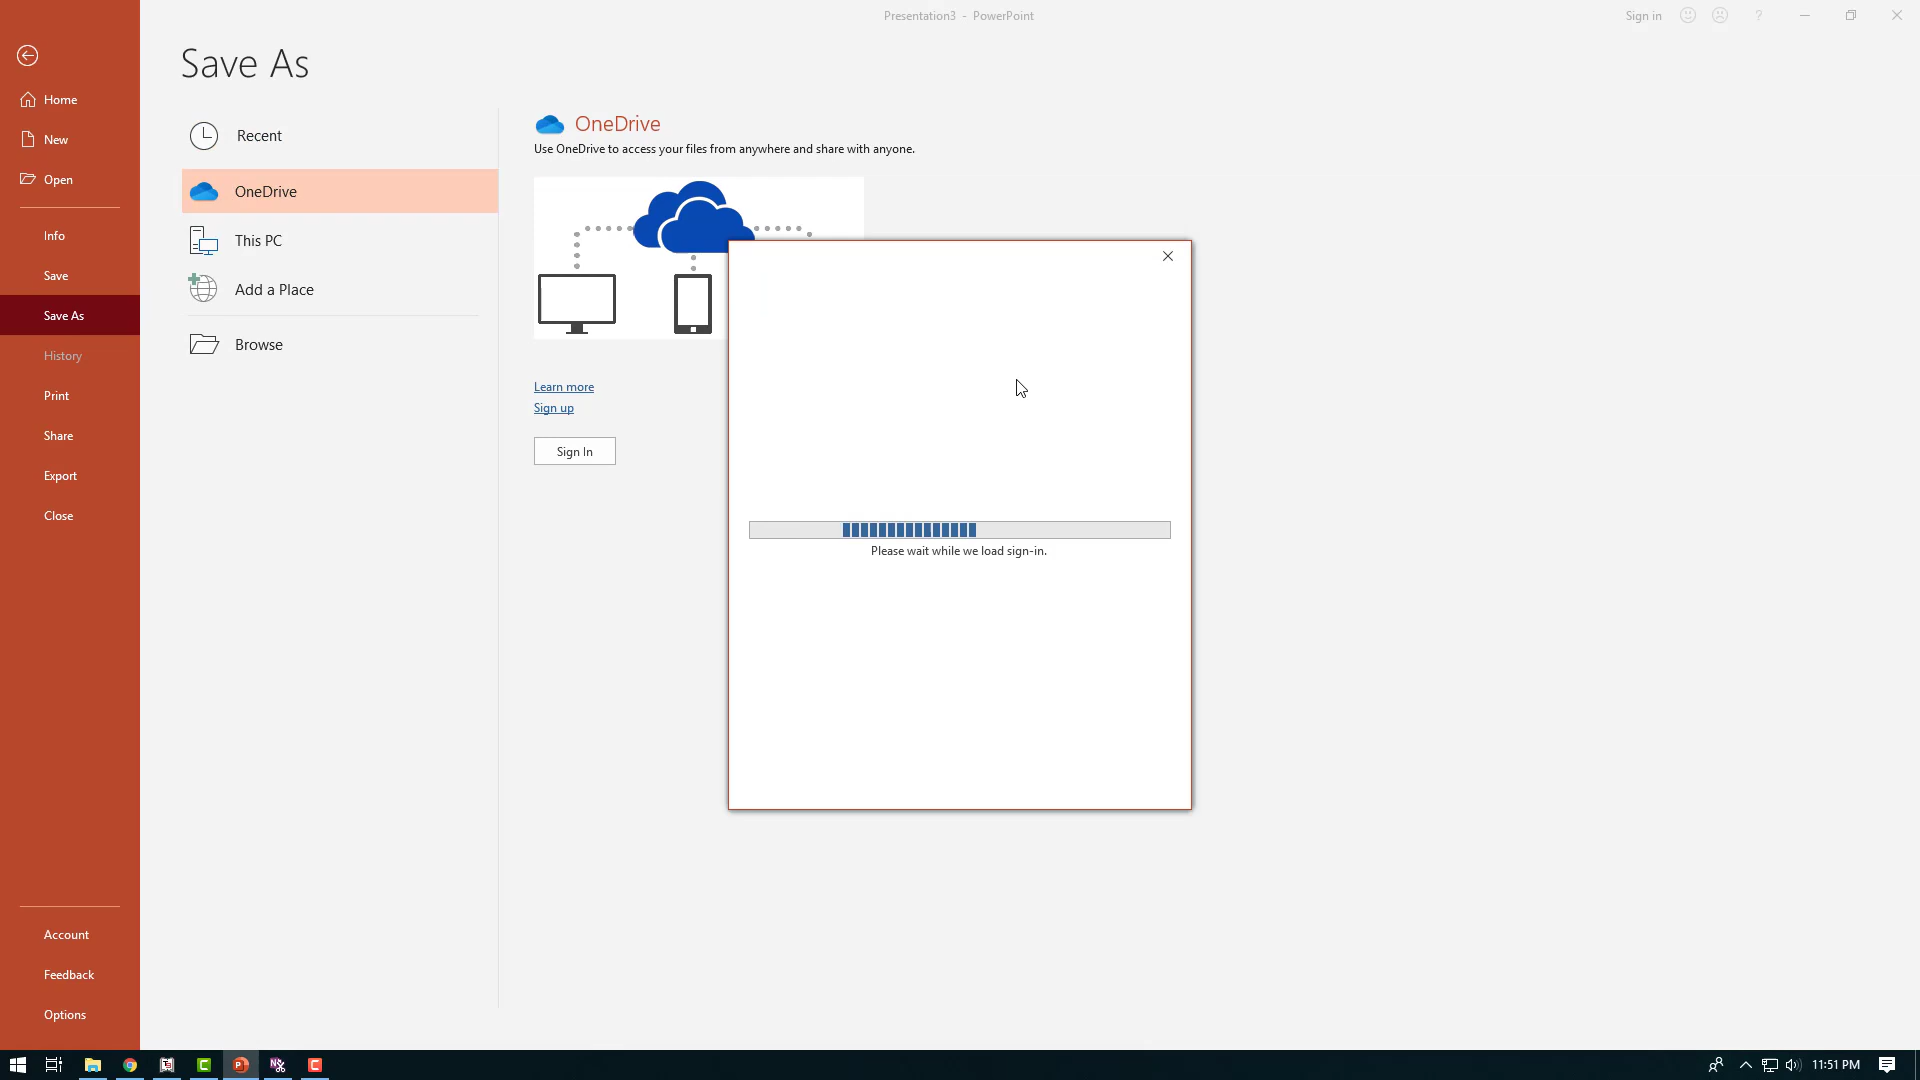 Presentation3 - PowerPoint
Sign in
?
Save As
Home
New
Open
Info
Save
Save As
History
Print
Share
Export
Close
Account
Feedback
Options
Recent
OneDrive
This PC
Add a Place
Browse
OneDrive
Use OneDrive to access your files from anywhere and share with anyone.
Learn more
Sign up
Sign In
Please wait while we load sign-in.
11:51 PM